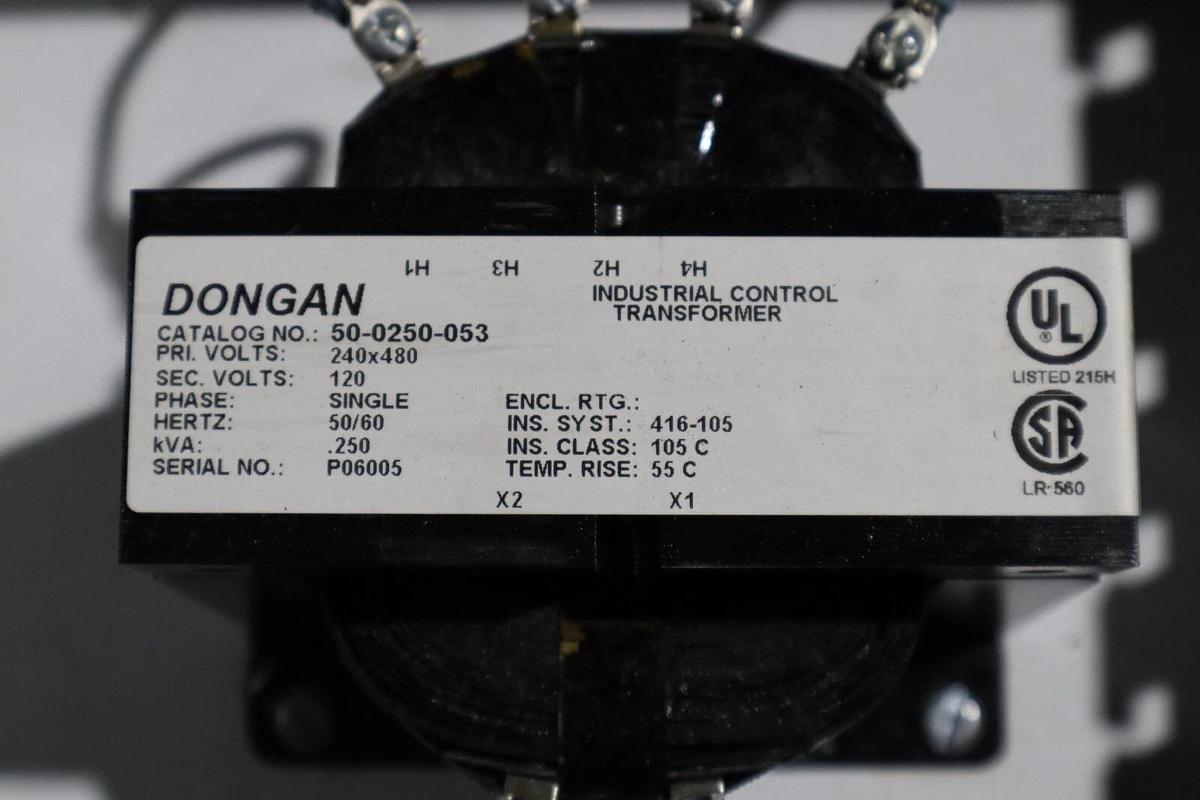 H1 H3 H2 H4
DONGAN
INDUSTRIAL CONTROL
TRANSFORMER
CATALOG NO.: 50-0250-053
PRI. VOLTS: 240x480
SEC. VOLTS: 120
PHASE: SINGLE
HERTZ: 50/60
kVA: .250
SERIAL NO.: P06005
ENCL. RTG.:
INS. SYST.: 416-105
INS. CLASS: 105 C
TEMP. RISE: 55 C
X2 X1
UL
®
LISTED 215H
SA
LR-560